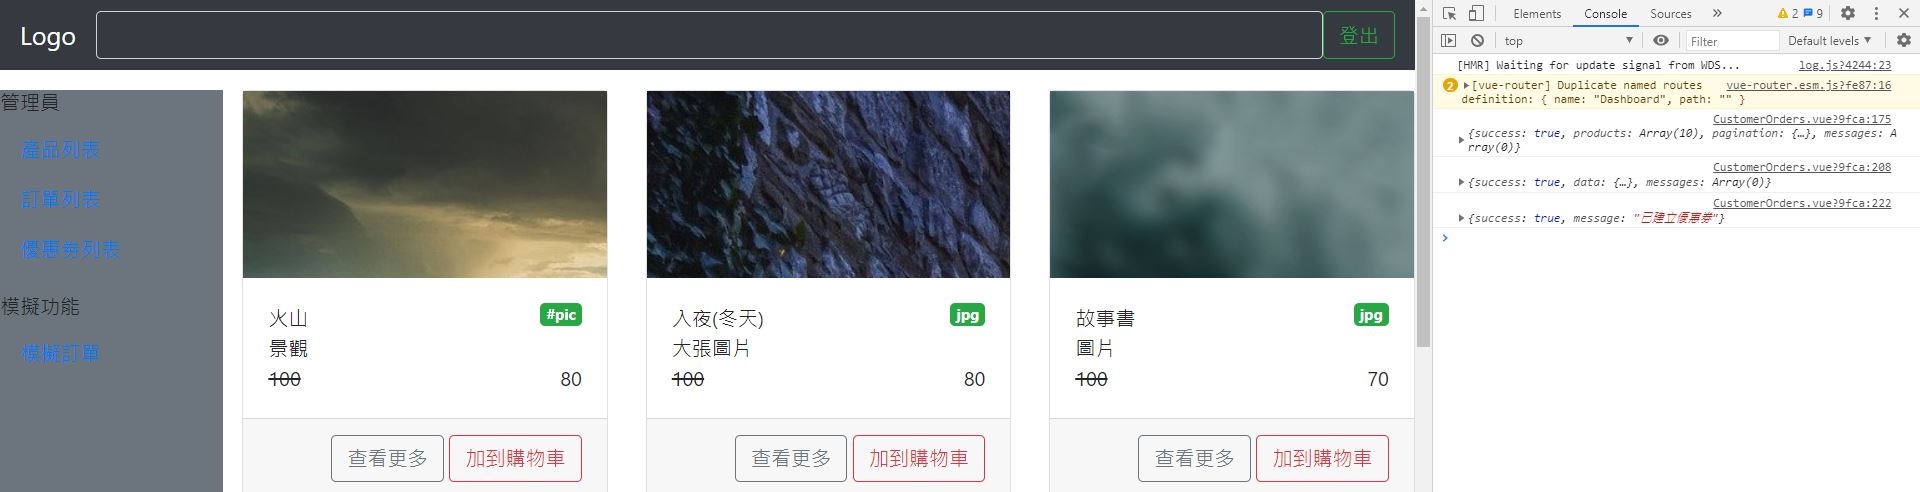 Logo
登出
管理員
產品列表
訂單列表
優惠券列表
模擬功能
模擬訂單
火山 #pic
景觀
100 80
查看更多 加到購物車
入夜(冬天) jpg
大張圖片
100 80
查看更多 加到購物車
故事書 jpg
圖片
100 70
查看更多 加到購物車
Elements Console Sources 2 9
top Filter Default levels
[HMR] Waiting for update signal from WDS... log.js?4244:23
2 [vue-router] Duplicate named routes vue-router.esm.js?fe87:16
definition: { name: "Dashboard", path: "" }
CustomerOrders.vue?9fca:175
{success: true, products: Array(10), pagination: {…}, messages: A
rray(0)}
CustomerOrders.vue?9fca:208
{success: true, data: {…}, messages: Array(0)}
CustomerOrders.vue?9fca:222
{success: true, message: "已建立優惠券"}